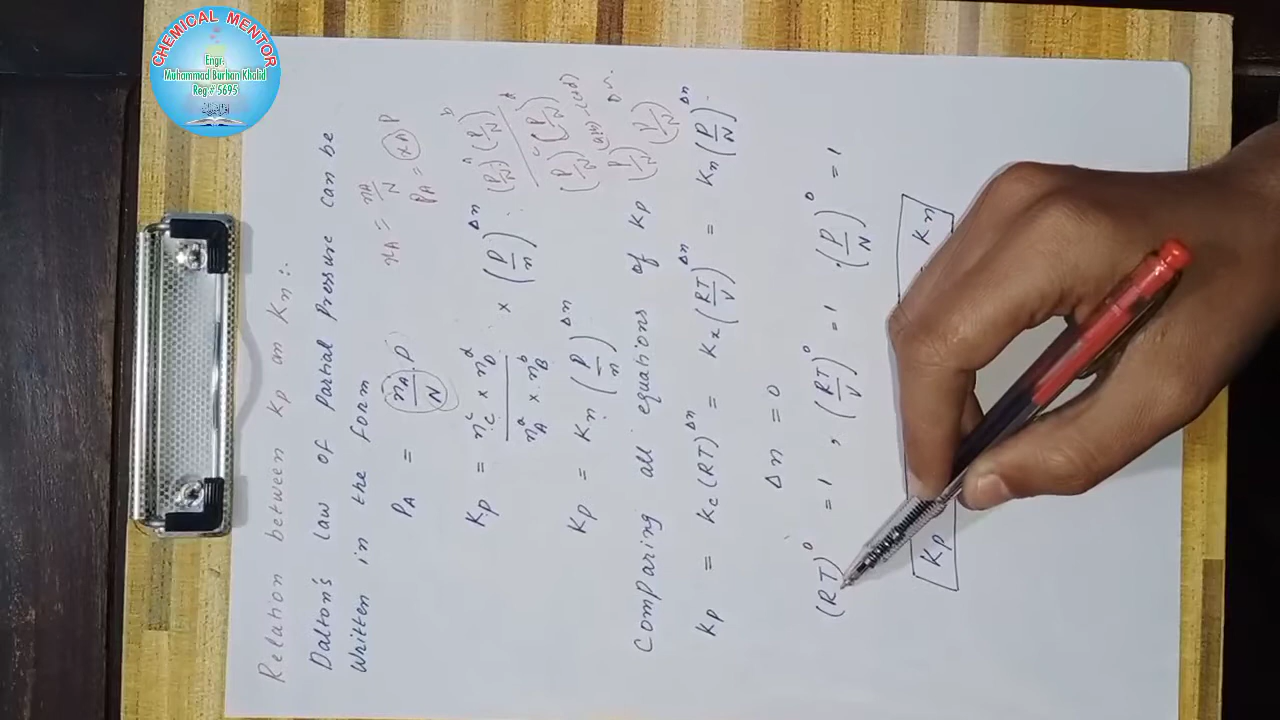 CHEMICAL MENTOR
Engr:
Muhammad Burhan Khalid
Reg # 5695
Relation between Kp an Kn:.
Dalton's Law of Partial Pressure can be
written in the form
PA = nA/N . P
xA = nA/N
PA = xA P
Kp = nC^c × nD^d / nA^a × nB^b × (P/n)^Δn
Kp = Kn . (P/n)^Δn
Comparing all equations of Kp
Kp = Kc (RT)^Δn = Kx (RT/V)^Δn = Kn (P/N)^Δn .
Δn = 0
(RT)^0 = 1 , (RT/V)^0 = 1 . (P/N)^0 = 1
Kp Kn